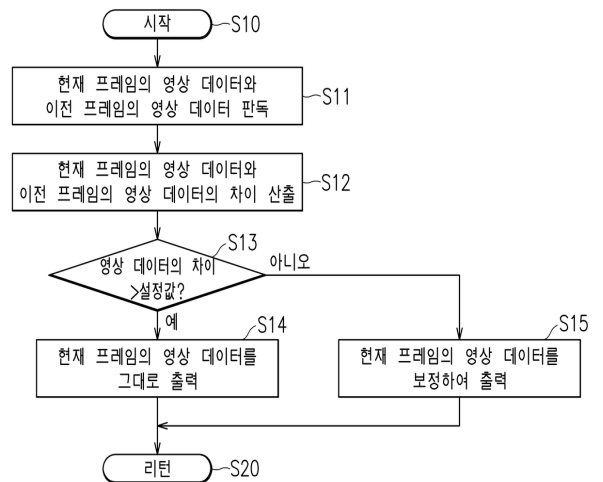 시작
S10
현재 프레임의 영상 데이터와
이전 프레임의 영상 데이터 판독
S11
현재 프레임의 영상 데이터와
이전 프레임의 영상 데이터의 차이 산출
S12
S13
영상 데이터의 차이
>설정값?
아니오
예
S14
현재 프레임의 영상 데이터를
그대로 출력
S15
현재 프레임의 영상 데이터를
보정하여 출력
리턴
S20